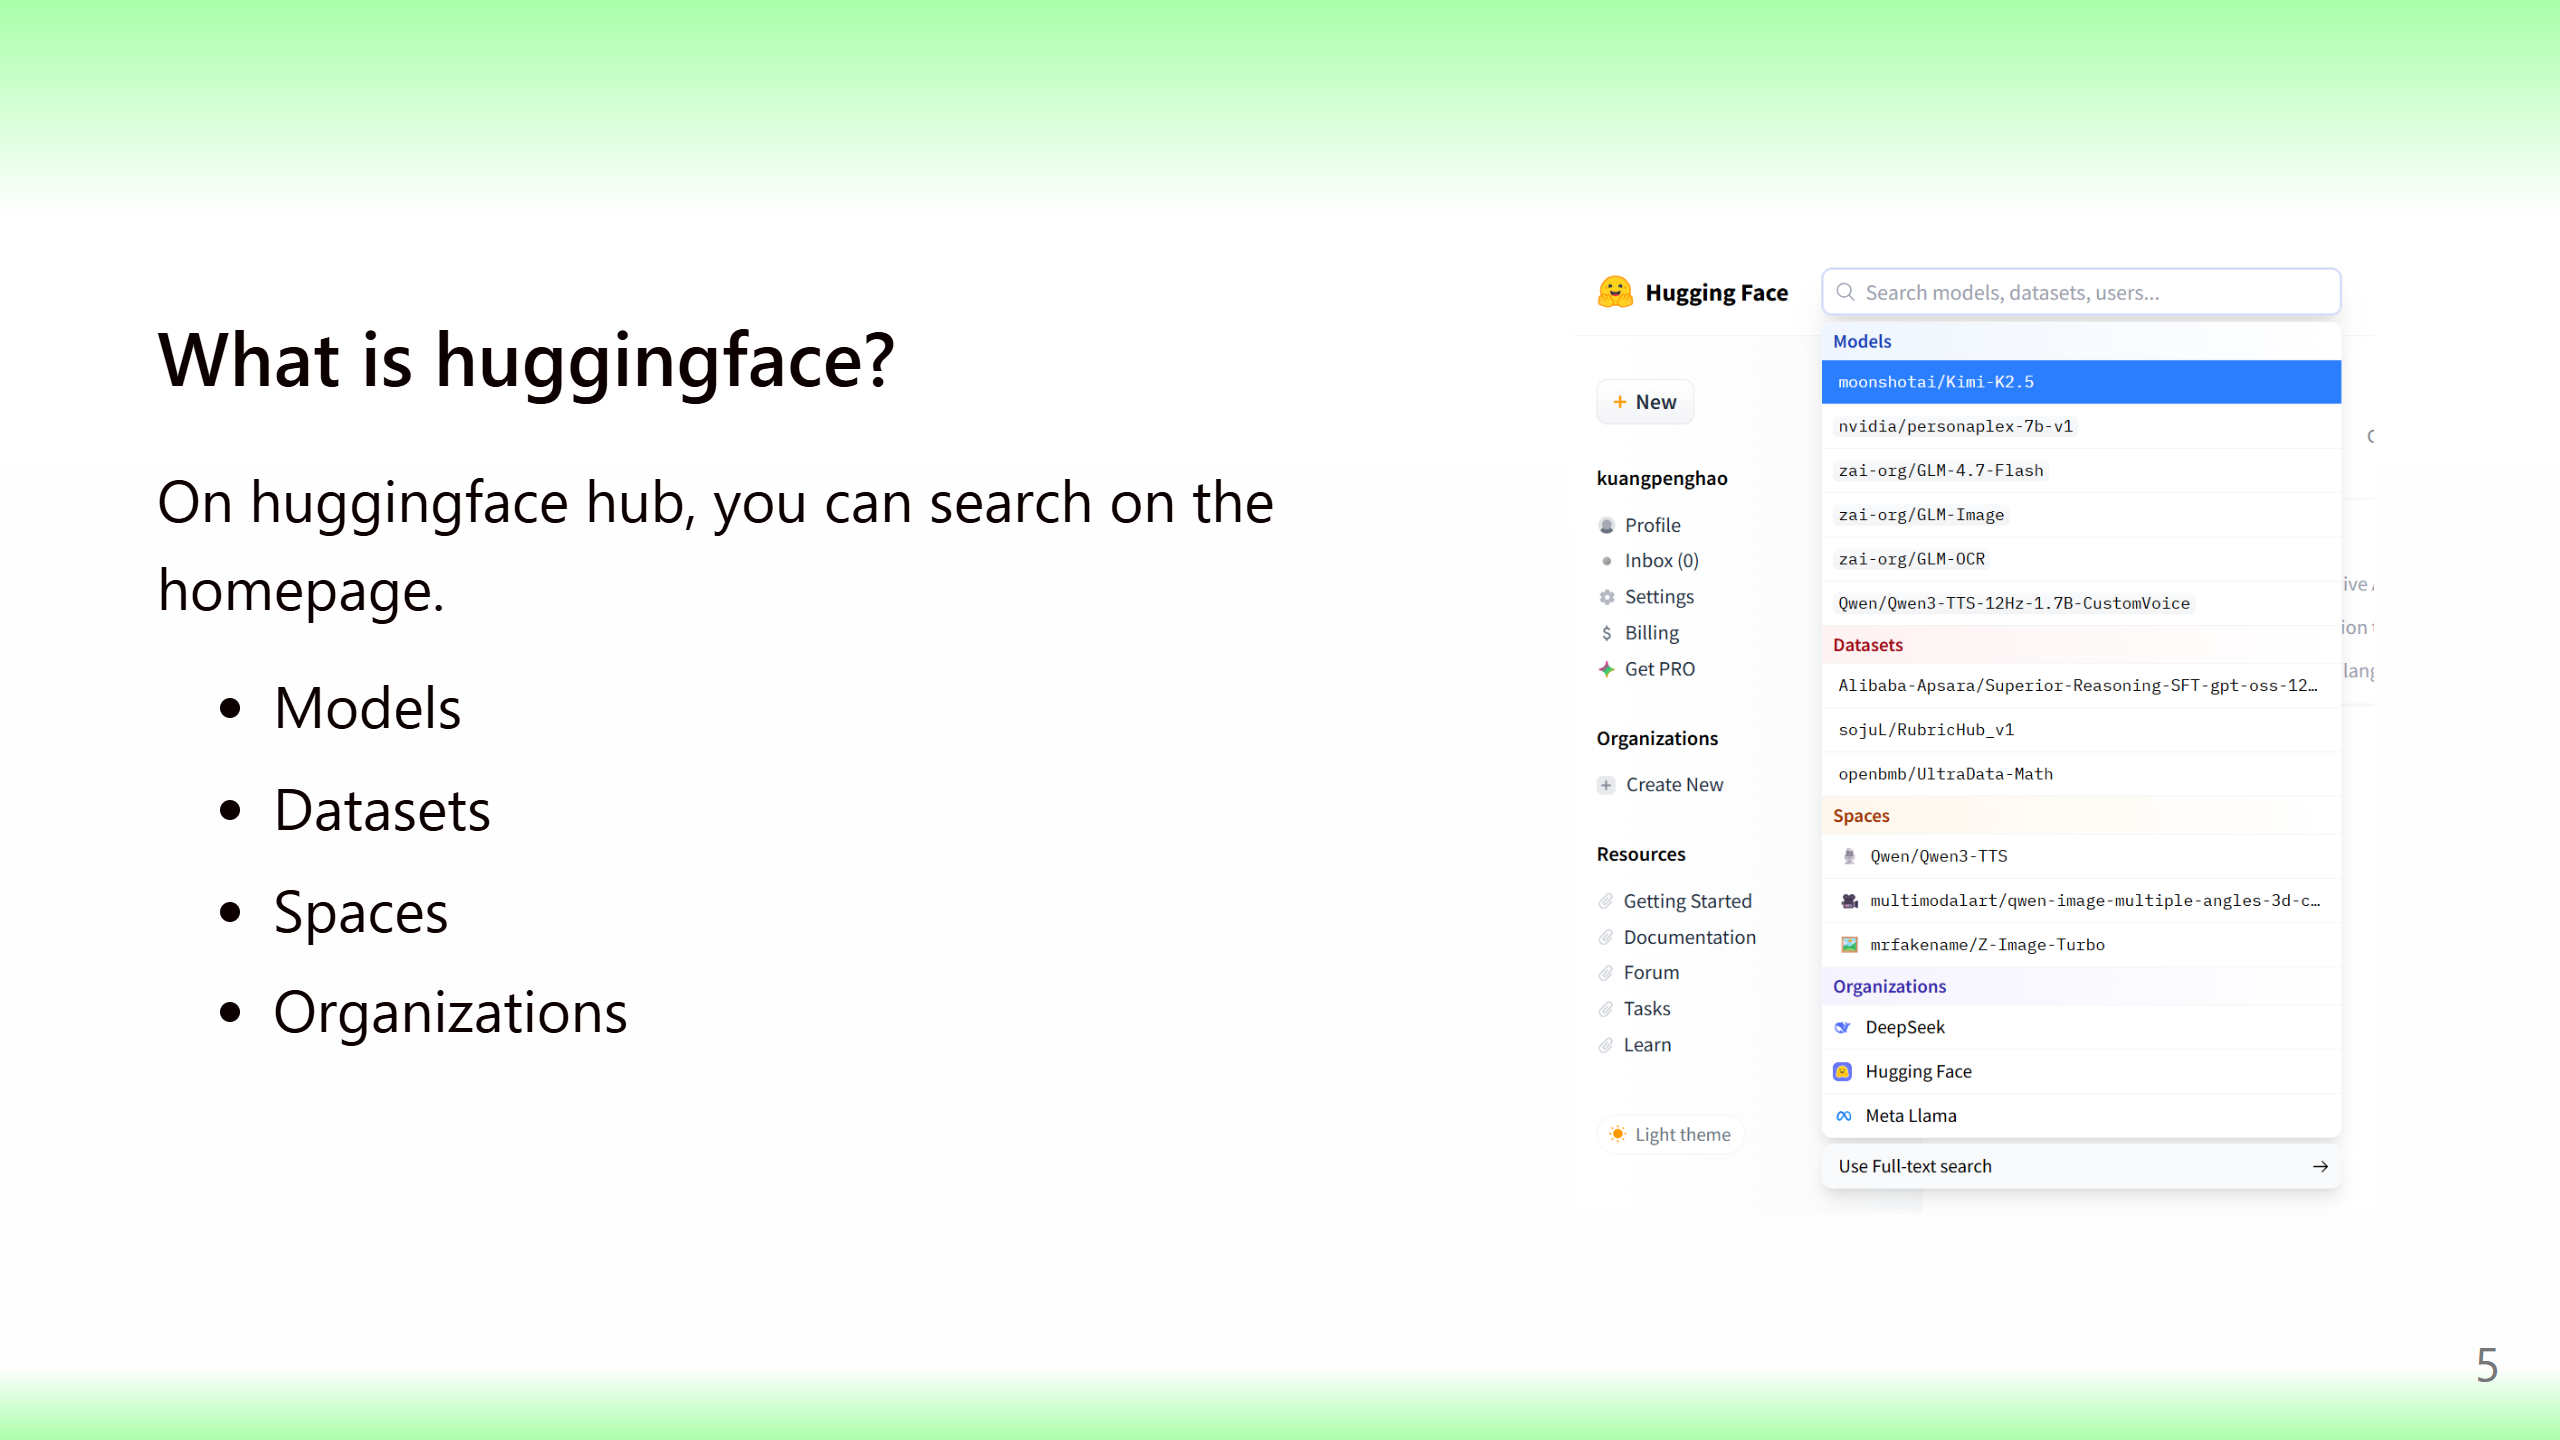 What is huggingface?
On huggingface hub, you can search on the
homepage.
• Models
• Datasets
• Spaces
• Organizations
Hugging Face
Search models, datasets, users...
+ New
kuangpenghao
Profile
Inbox (0)
Settings
$ Billing
Get PRO
Organizations
+ Create New
Resources
Getting Started
Documentation
Forum
Tasks
Learn
Light theme
Models
moonshotai/Kimi-K2.5
nvidia/personaplex-7b-v1
zai-org/GLM-4.7-Flash
zai-org/GLM-Image
zai-org/GLM-OCR
Qwen/Qwen3-TTS-12Hz-1.7B-CustomVoice
Datasets
Alibaba-Apsara/Superior-Reasoning-SFT-gpt-oss-12…
sojuL/RubricHub_v1
openbmb/UltraData-Math
Spaces
Qwen/Qwen3-TTS
multimodalart/qwen-image-multiple-angles-3d-c…
mrfakename/Z-Image-Turbo
Organizations
DeepSeek
Hugging Face
Meta Llama
Use Full-text search →
5